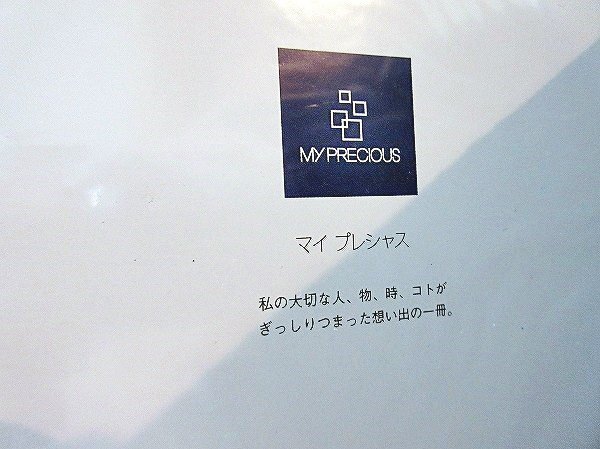 MY PRECIOUS
マイ プレシャス
私の大切な人、物、時、コトが
ぎっしりつまった想い出の一冊。